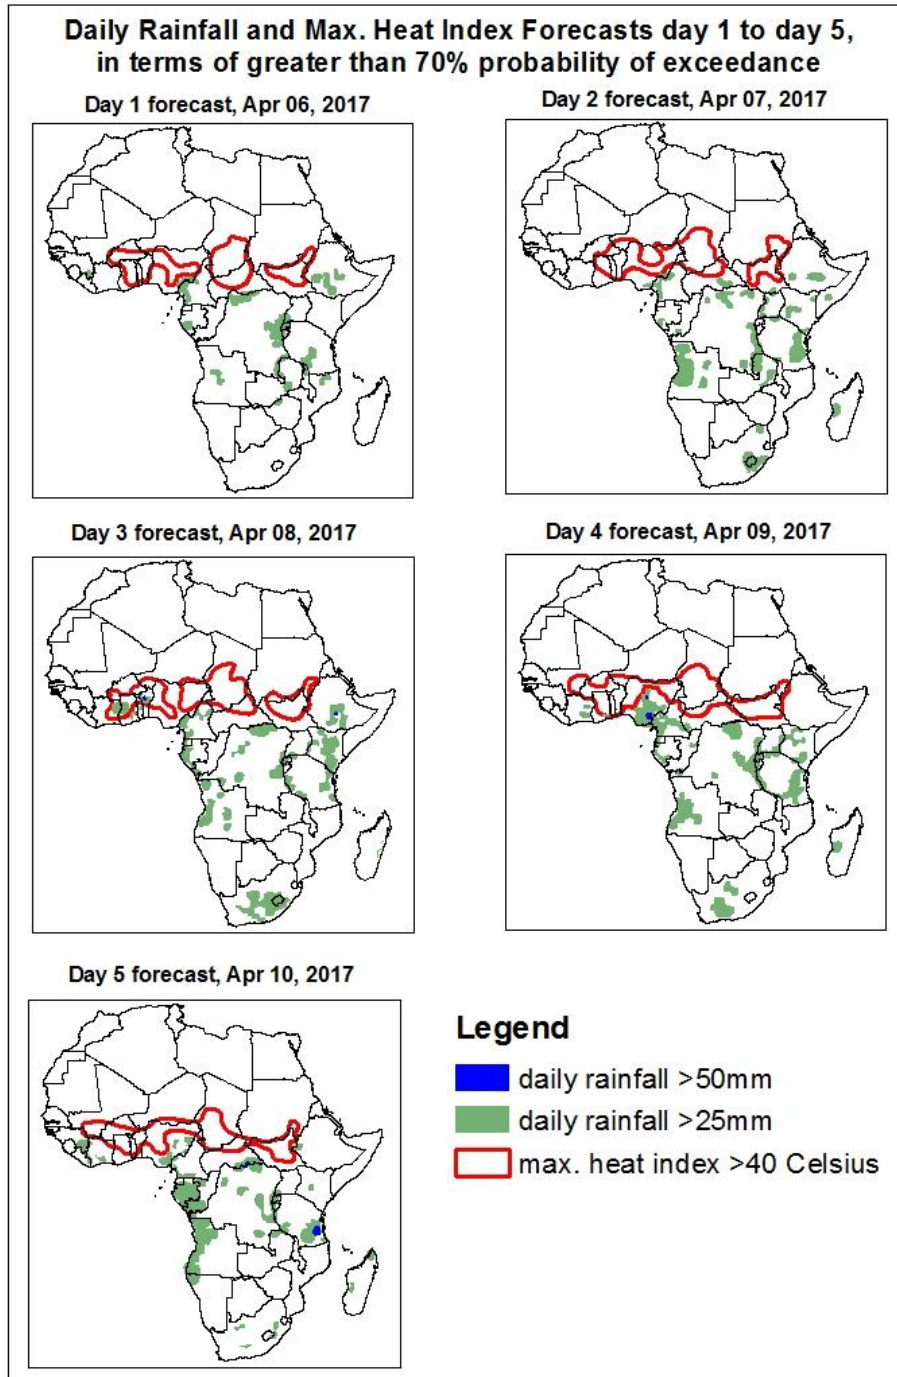 Daily Rainfall and Max. Heat Index Forecasts day 1 to day 5,
in terms of greater than 70% probability of exceedance
Day 1 forecast, Apr 06, 2017
Day 2 forecast, Apr 07, 2017
Day 3 forecast, Apr 08, 2017
Day 4 forecast, Apr 09, 2017
Day 5 forecast, Apr 10, 2017
Legend
daily rainfall >50mm
daily rainfall >25mm
max. heat index >40 Celsius